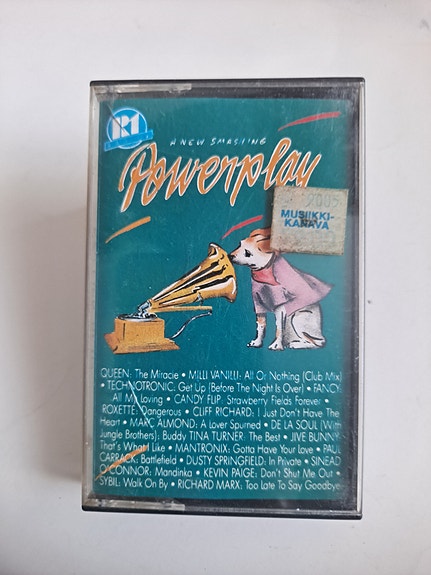 R1
A NEW SMASHING
Powerplay
MUSIIKKI-
KANAVA
QUEEN: The Miracle • MILLI VANILLI: All Or Nothing (Club Mix)
• TECHNOTRONIC: Get Up (Before The Night Is Over) • FANCY:
All My Loving • CANDY FLIP: Strawberry Fields Forever •
ROXETTE: Dangerous • CLIFF RICHARD: I Just Don't Have The
Heart • MARC ALMOND: A Lover Spurned • DE LA SOUL (With
Jungle Brothers): Buddy TINA TURNER: The Best • JIVE BUNNY:
That's What I Like • MANTRONIX: Gotta Have Your Love • PAUL
CARRACK: Battlefield • DUSTY SPRINGFIELD: In Private • SINEAD
O'CONNOR: Mandinka • KEVIN PAIGE: Don't Shut Me Out •
SYBIL: Walk On By • RICHARD MARX: Too Late To Say Goodbye